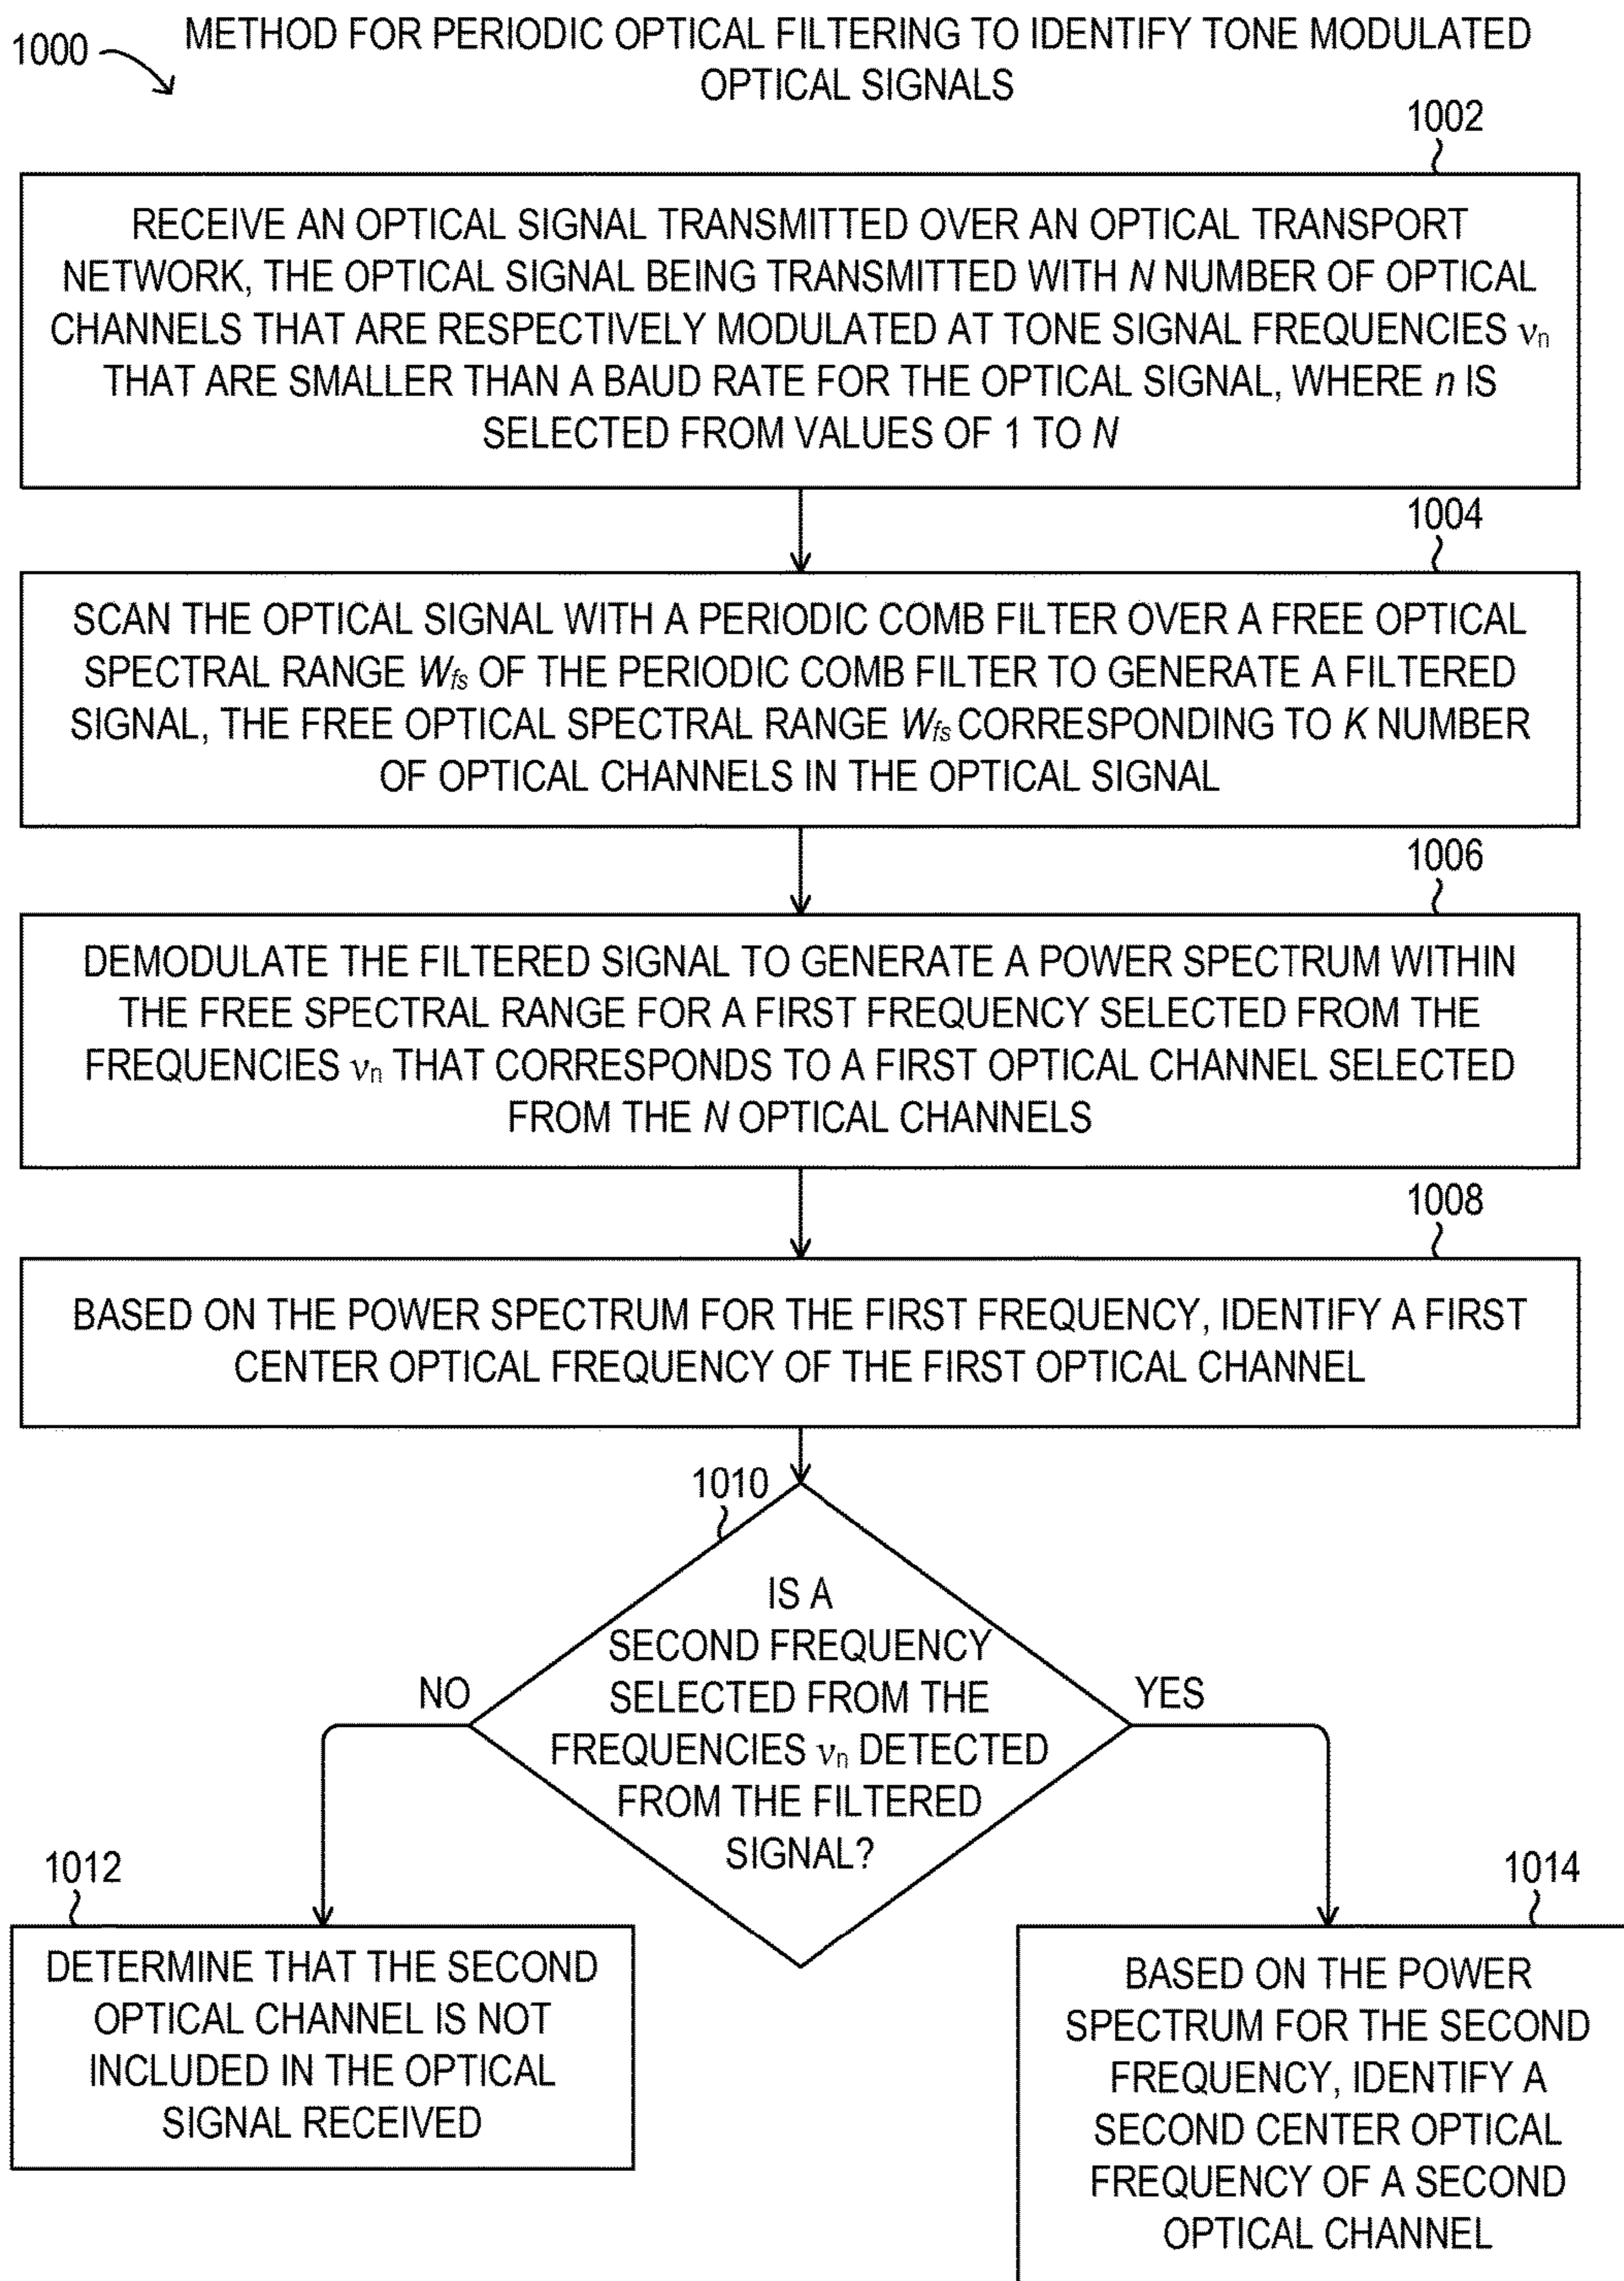 1000
METHOD FOR PERIODIC OPTICAL FILTERING TO IDENTIFY TONE MODULATED
OPTICAL SIGNALS
1002
RECEIVE AN OPTICAL SIGNAL TRANSMITTED OVER AN OPTICAL TRANSPORT
NETWORK, THE OPTICAL SIGNAL BEING TRANSMITTED WITH N NUMBER OF OPTICAL
CHANNELS THAT ARE RESPECTIVELY MODULATED AT TONE SIGNAL FREQUENCIES νn
THAT ARE SMALLER THAN A BAUD RATE FOR THE OPTICAL SIGNAL, WHERE n IS
SELECTED FROM VALUES OF 1 TO N
1004
SCAN THE OPTICAL SIGNAL WITH A PERIODIC COMB FILTER OVER A FREE OPTICAL
SPECTRAL RANGE Wfs OF THE PERIODIC COMB FILTER TO GENERATE A FILTERED
SIGNAL, THE FREE OPTICAL SPECTRAL RANGE Wfs CORRESPONDING TO K NUMBER
OF OPTICAL CHANNELS IN THE OPTICAL SIGNAL
1006
DEMODULATE THE FILTERED SIGNAL TO GENERATE A POWER SPECTRUM WITHIN
THE FREE SPECTRAL RANGE FOR A FIRST FREQUENCY SELECTED FROM THE
FREQUENCIES νn THAT CORRESPONDS TO A FIRST OPTICAL CHANNEL SELECTED
FROM THE N OPTICAL CHANNELS
1008
BASED ON THE POWER SPECTRUM FOR THE FIRST FREQUENCY, IDENTIFY A FIRST
CENTER OPTICAL FREQUENCY OF THE FIRST OPTICAL CHANNEL
1010
IS A
SECOND FREQUENCY
SELECTED FROM THE
FREQUENCIES νn DETECTED
FROM THE FILTERED
SIGNAL?
NO
YES
1012
DETERMINE THAT THE SECOND
OPTICAL CHANNEL IS NOT
INCLUDED IN THE OPTICAL
SIGNAL RECEIVED
1014
BASED ON THE POWER
SPECTRUM FOR THE SECOND
FREQUENCY, IDENTIFY A
SECOND CENTER OPTICAL
FREQUENCY OF A SECOND
OPTICAL CHANNEL